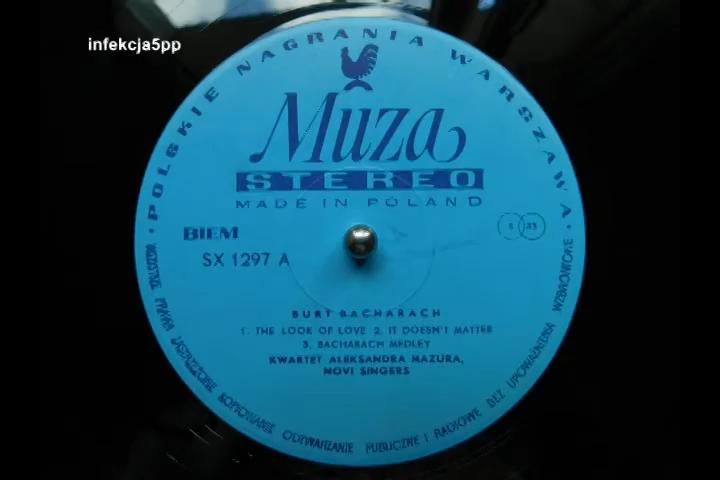 infekcja5pp
• POLSKIE NAGRANIA WARSZAWA •
Muza
STEREO
MADE IN POLAND
BIEM
SX 1297 A
33
BURT BACHARACH
1. THE LOOK OF LOVE 2. IT DOESN'T MATTER
3. BACHARACH MEDLEY
KWARTET ALEKSANDRA MAZURA,
NOVI SINGERS
WSZELKIE PRAWA ZASTRZEŻONE KOPIOWANIE ODTWARZANIE PUBLICZNE I RADIOWE BEZ UPOWAŻNIENIA WZBRONIONE